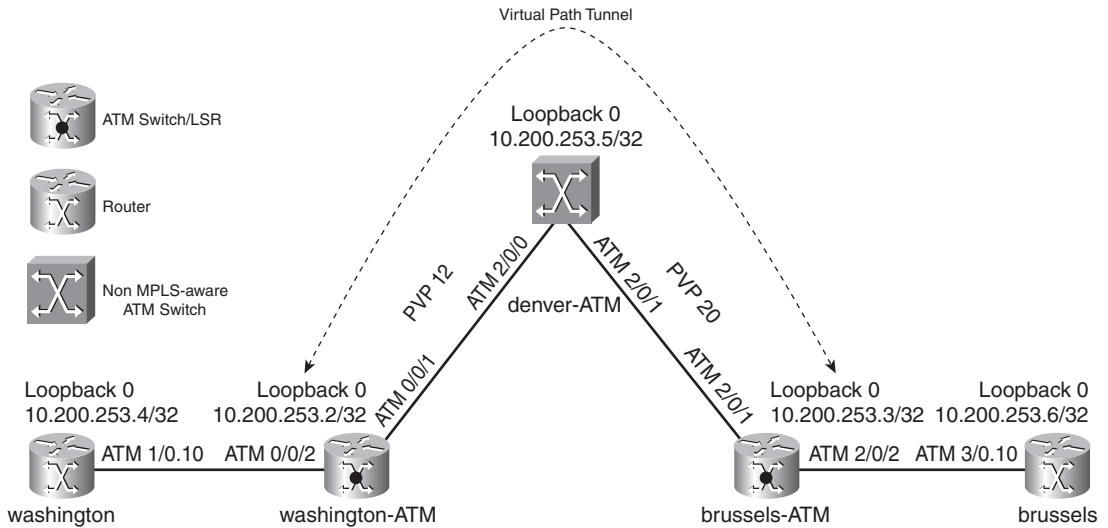 Virtual Path Tunnel
ATM Switch/LSR
Router
Non MPLS-aware
ATM Switch
Loopback 0
10.200.253.5/32
denver-ATM
PVP 12
ATM 2/0/0
ATM 0/0/1
ATM 2/0/1
PVP 20
ATM 2/0/1
Loopback 0
10.200.253.4/32
ATM 1/0.10
washington
Loopback 0
10.200.253.2/32
ATM 0/0/2
washington-ATM
Loopback 0
10.200.253.3/32
ATM 2/0/2
brussels-ATM
Loopback 0
10.200.253.6/32
ATM 3/0.10
brussels